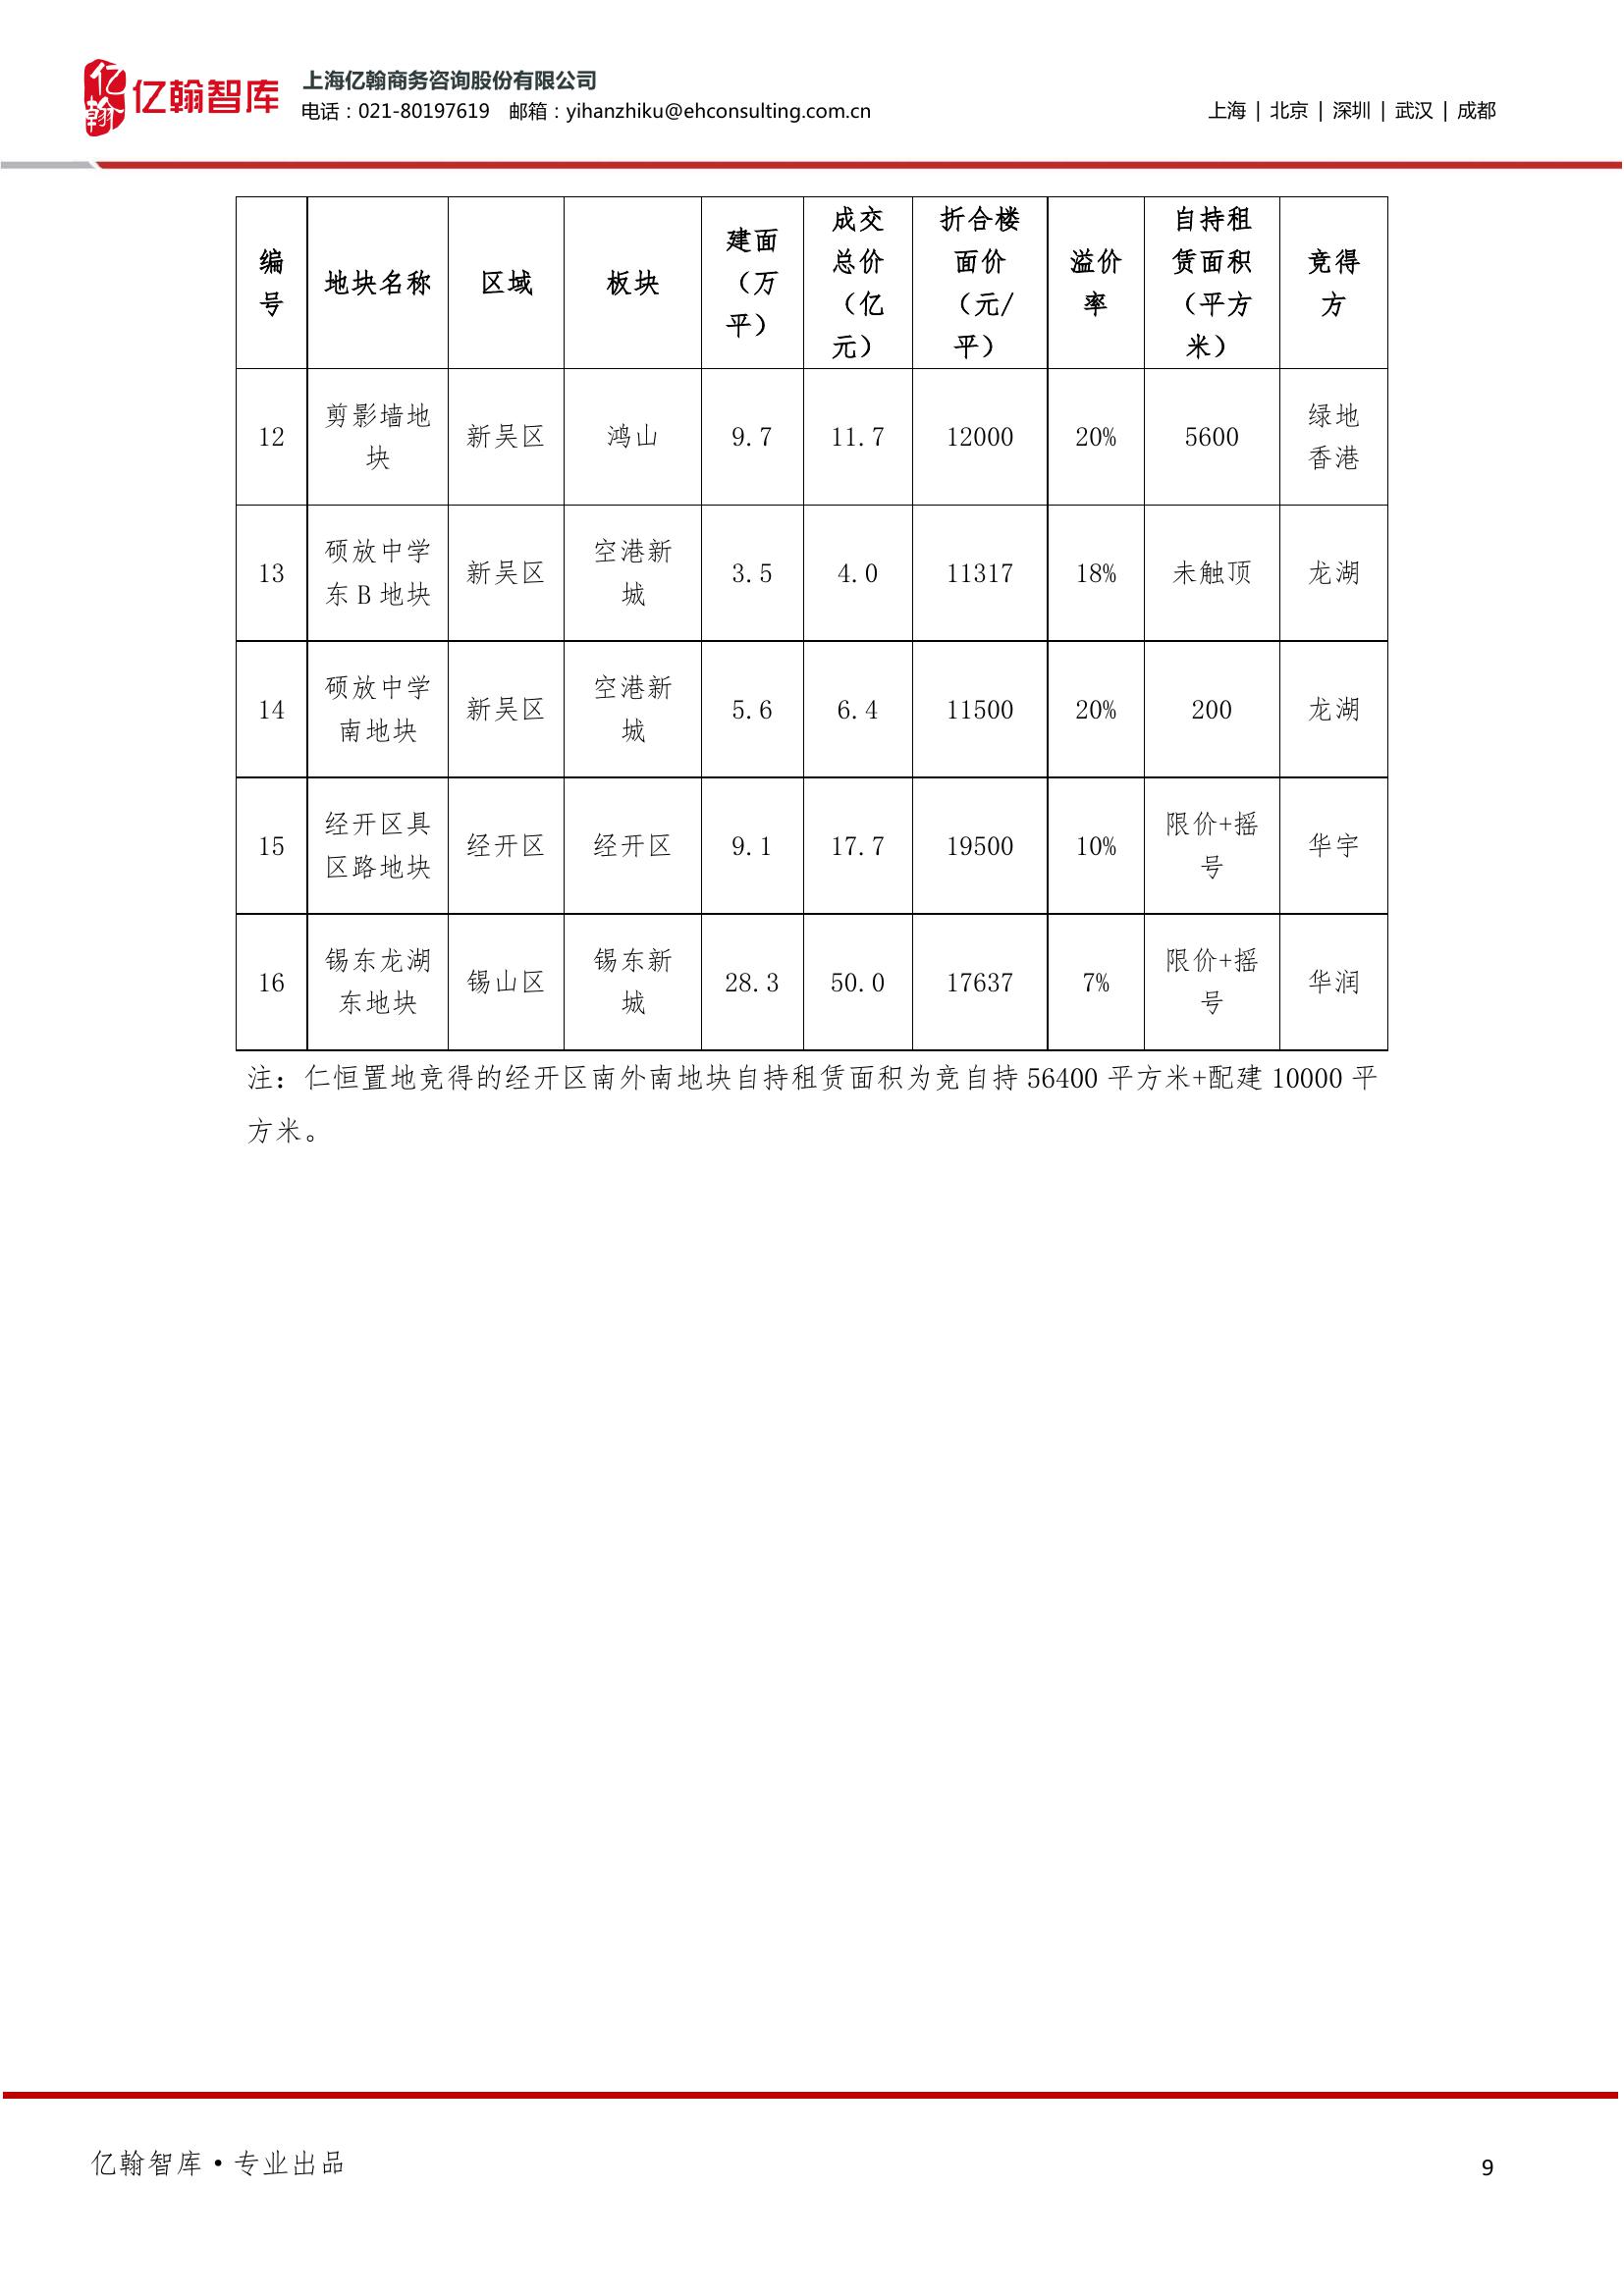 亿翰
亿翰智库
上海亿翰商务咨询股份有限公司
电话：021-80197619 邮箱：yihanzhiku@ehconsulting.com.cn
上海 | 北京 | 深圳 | 武汉 | 成都
编
号
地块名称
区域
板块
建面
（万
平）
成交
总价
（亿
元）
折合楼
面价
（元/
平）
溢价
率
自持租
赁面积
（平方
米）
竞得
方
12
剪影墙地
块
新吴区
鸿山
9.7
11.7
12000
20%
5600
绿地
香港
13
硕放中学
东 B 地块
新吴区
空港新
城
3.5
4.0
11317
18%
未触顶
龙湖
14
硕放中学
南地块
新吴区
空港新
城
5.6
6.4
11500
20%
200
龙湖
15
经开区具
区路地块
经开区
经开区
9.1
17.7
19500
10%
限价+摇
号
华宇
16
锡东龙湖
东地块
锡山区
锡东新
城
28.3
50.0
17637
7%
限价+摇
号
华润
注：仁恒置地竞得的经开区南外南地块自持租赁面积为竞自持 56400 平方米+配建 10000 平
方米。
亿翰智库·专业出品
9